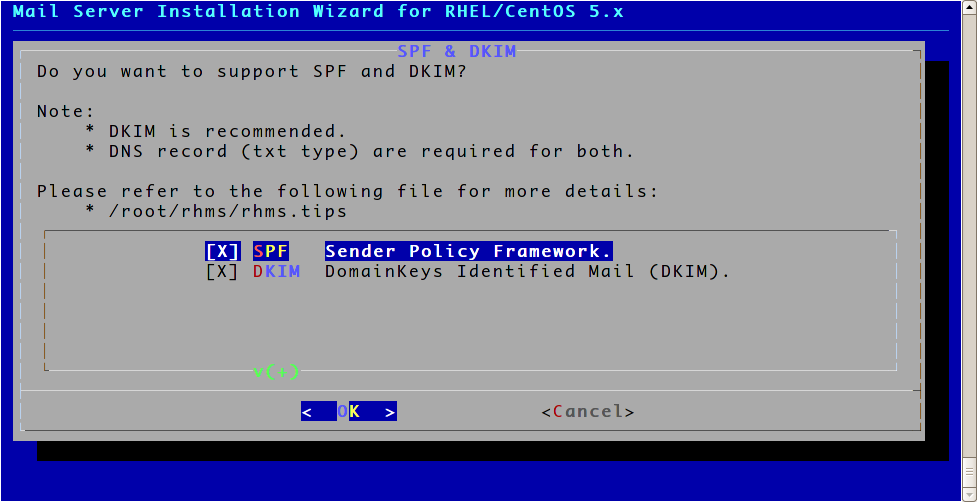 Mail Server Installation Wizard for RHEL/CentOS 5.x
SPF & DKIM
Do you want to support SPF and DKIM?
Note:
* DKIM is recommended.
* DNS record (txt type) are required for both.
Please refer to the following file for more details:
* /root/rhms/rhms.tips
[X] SPF Sender Policy Framework.
[X] DKIM DomainKeys Identified Mail (DKIM).
v(+)
< OK > <Cancel>